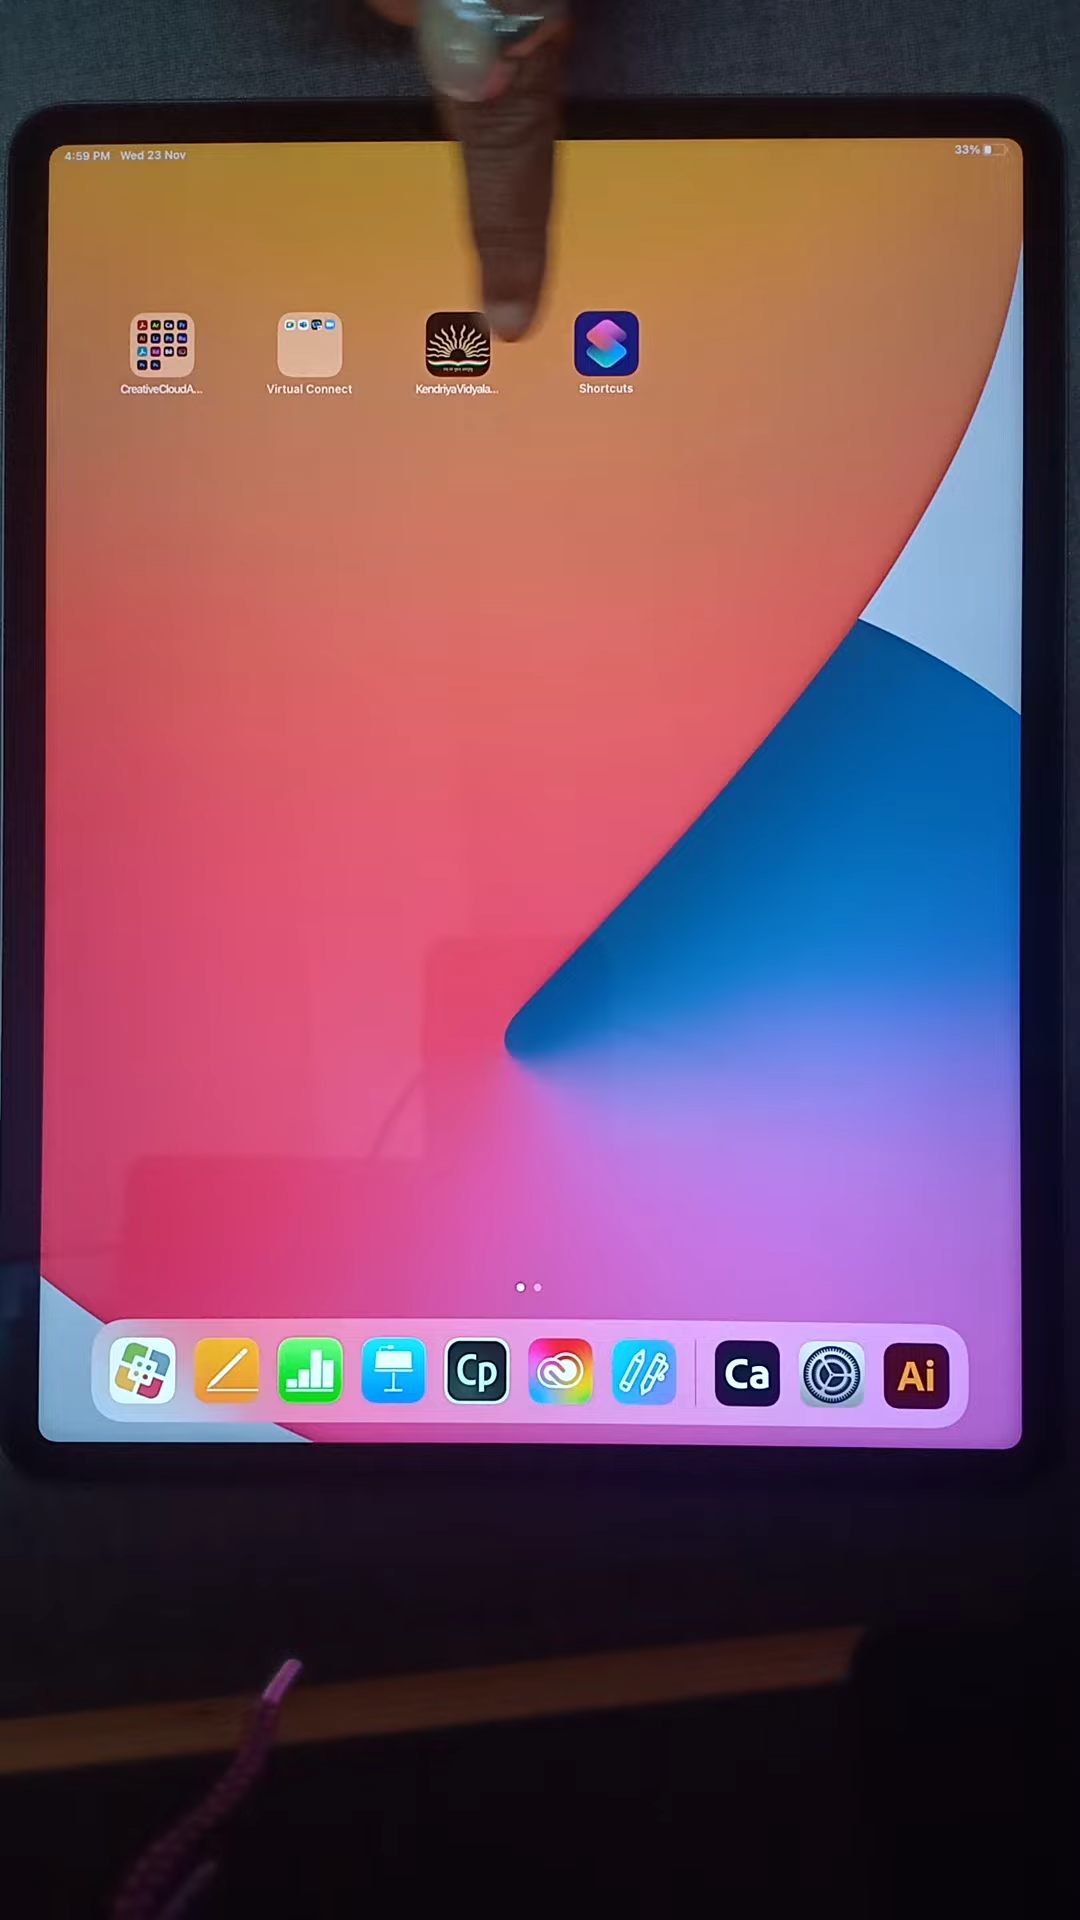 4:59 PM Wed 23 Nov
33%
CreativeCloudA...
Virtual Connect
KendriyaVidyala...
Shortcuts
Cp
Ca
Ai